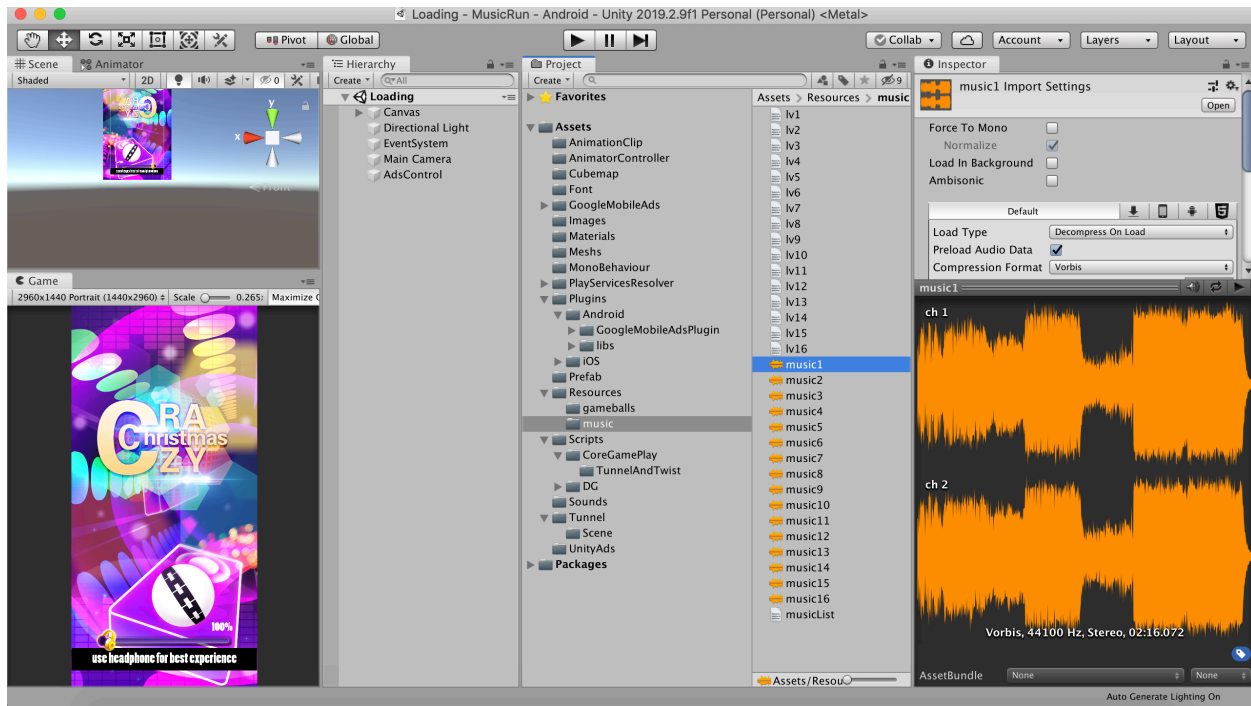 Loading - MusicRun - Android - Unity 2019.2.9f1 Personal (Personal) <Metal>
Pivot
Global
Collab
Account
Layers
Layout
Scene
Animator
Shaded
2D
0
y
x
Front
Game
2960x1440 Portrait (1440x2960)
Scale
0.265:
Maximize
CRA
Christmas
ZY
100%
use headphone for best experience
Hierarchy
Create
All
Loading
Canvas
Directional Light
EventSystem
Main Camera
AdsControl
Project
Create
9
Favorites
Assets
AnimationClip
AnimatorController
Cubemap
Font
GoogleMobileAds
Images
Materials
Meshs
MonoBehaviour
PlayServicesResolver
Plugins
Android
GoogleMobileAdsPlugin
libs
iOS
Prefab
Resources
gameballs
music
Scripts
CoreGamePlay
TunnelAndTwist
DG
Sounds
Tunnel
Scene
UnityAds
Packages
Assets > Resources > music
lv1
lv2
lv3
lv4
lv5
lv6
lv7
lv8
lv9
lv10
lv11
lv12
lv13
lv14
lv15
lv16
music1
music2
music3
music4
music5
music6
music7
music8
music9
music10
music11
music12
music13
music14
music15
music16
musicList
Assets/Resou
Inspector
music1 Import Settings
Open
Force To Mono
Normalize
Load In Background
Ambisonic
Default
Load Type
Decompress On Load
Preload Audio Data
Compression Format
Vorbis
music1
ch 1
ch 2
Vorbis, 44100 Hz, Stereo, 02:16.072
AssetBundle
None
None
Auto Generate Lighting On